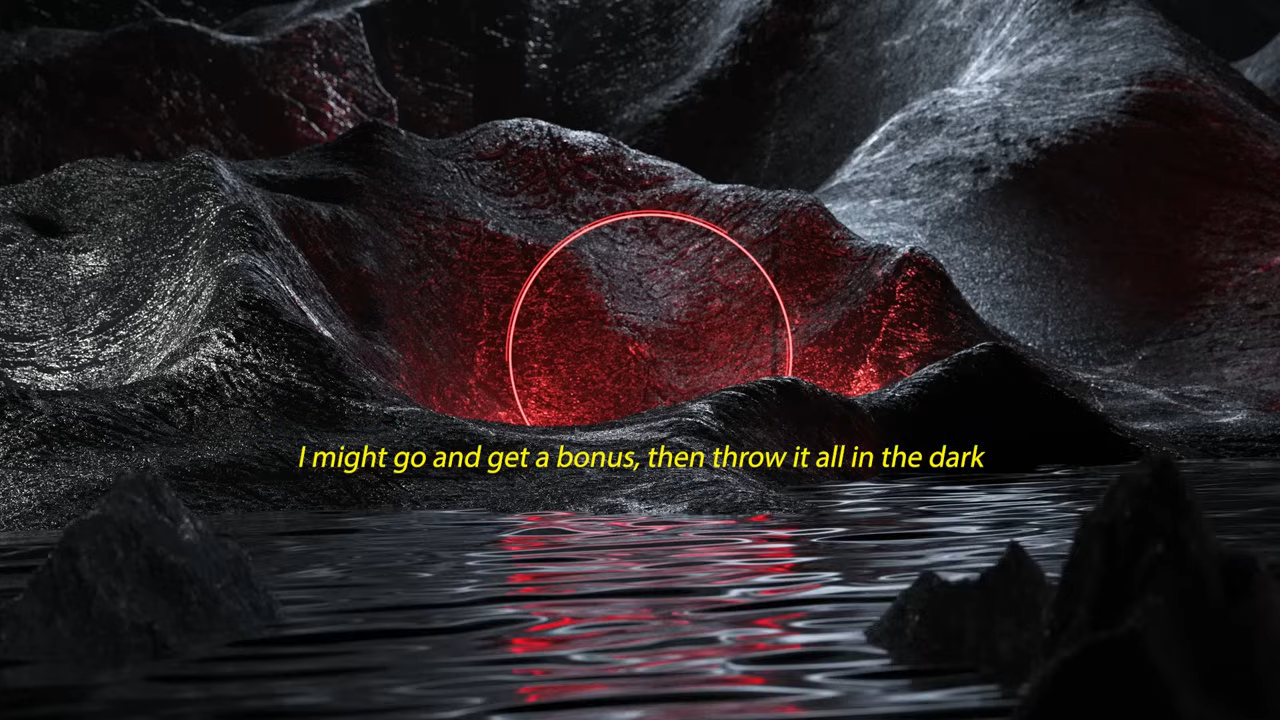 I might go and get a bonus, then throw it all in the dark